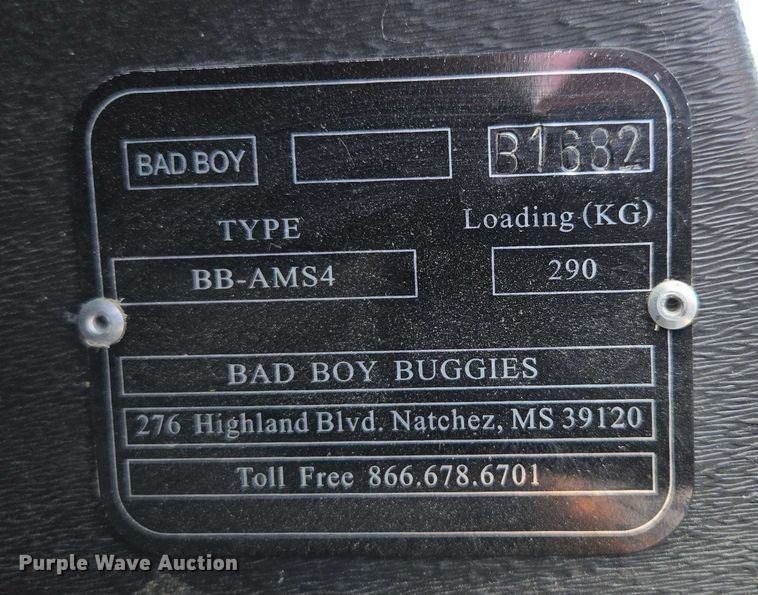 BAD BOY B1682
TYPE Loading (KG)
BB-AMS4 290
BAD BOY BUGGIES
276 Highland Blvd. Natchez, MS 39120
Toll Free 866.678.6701
Purple Wave Auction